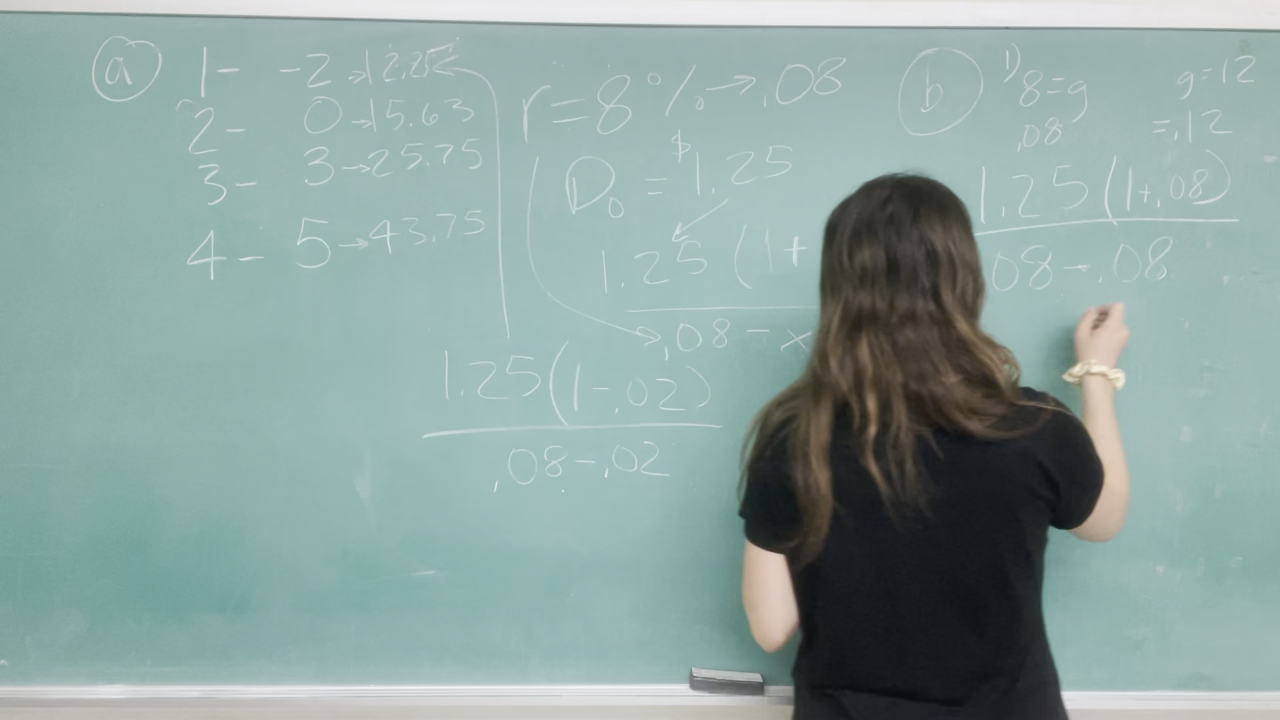 a
1- -2→12.25
2- 0→15.63
3- 3→25.75
4- 5→43.75
r=8%→.08
D₀ = $1.25
1.25 (1+
.08 - x
1.25(1-.02)
.08-.02
b
1) 8=g
.08
g=12
=.12
1.25(1+.08)
08-.08